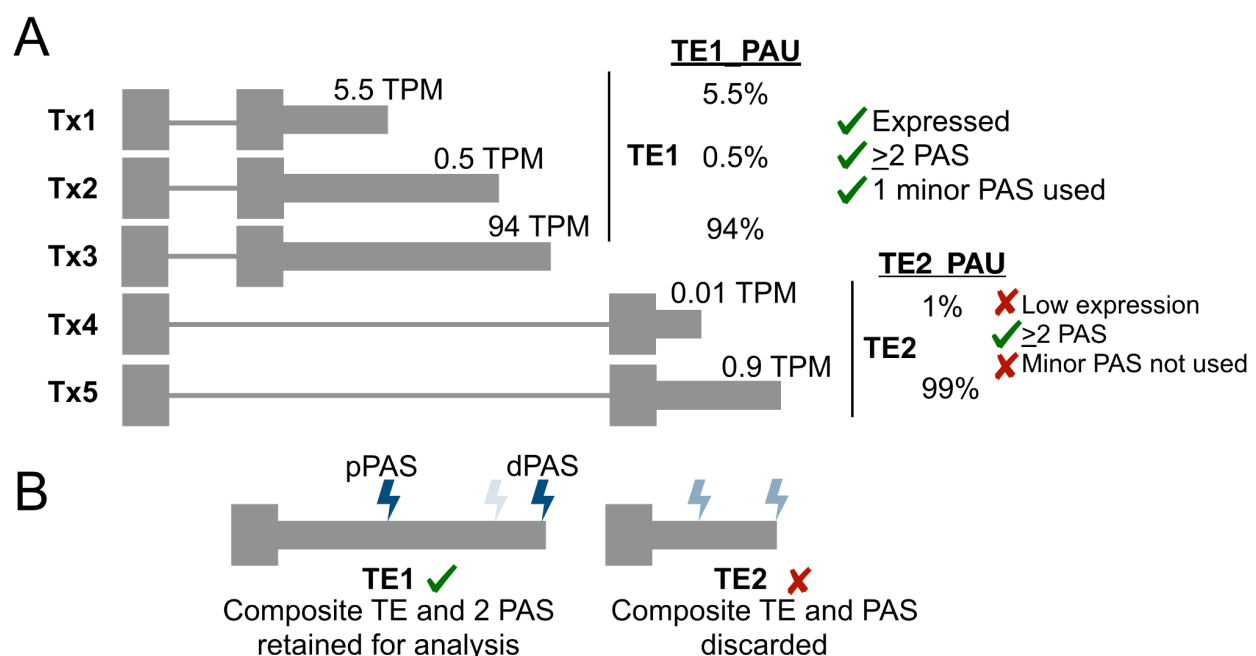 A
TE1_PAU
5.5 TPM
5.5%
Tx1
Expressed
0.5 TPM
TE1
0.5%
≥2 PAS
Tx2
1 minor PAS used
94 TPM
94%
Tx3
TE2_PAU
0.01 TPM
1%
Low expression
Tx4
≥2 PAS
TE2
0.9 TPM
Minor PAS not used
Tx5
99%
B
pPAS
dPAS
TE1
TE2
Composite TE and 2 PAS
retained for analysis
Composite TE and PAS
discarded